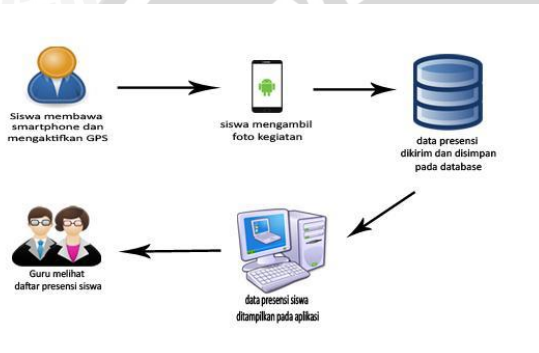 Siswa membawa
smartphone dan
mengaktifkan GPS
siswa mengambil
foto kegiatan
data presensi
dikirim dan disimpan
pada database
Guru melihat
daftar presensi siswa
data presensi siswa
ditampilkan pada aplikasi